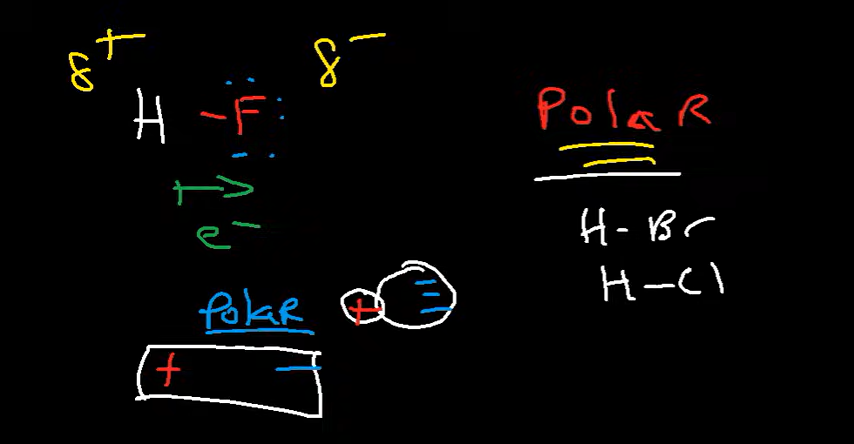 δ+ δ-
H-F
e-
PolaR
+ -
+ - - -
PolaR
H-Br
H-Cl